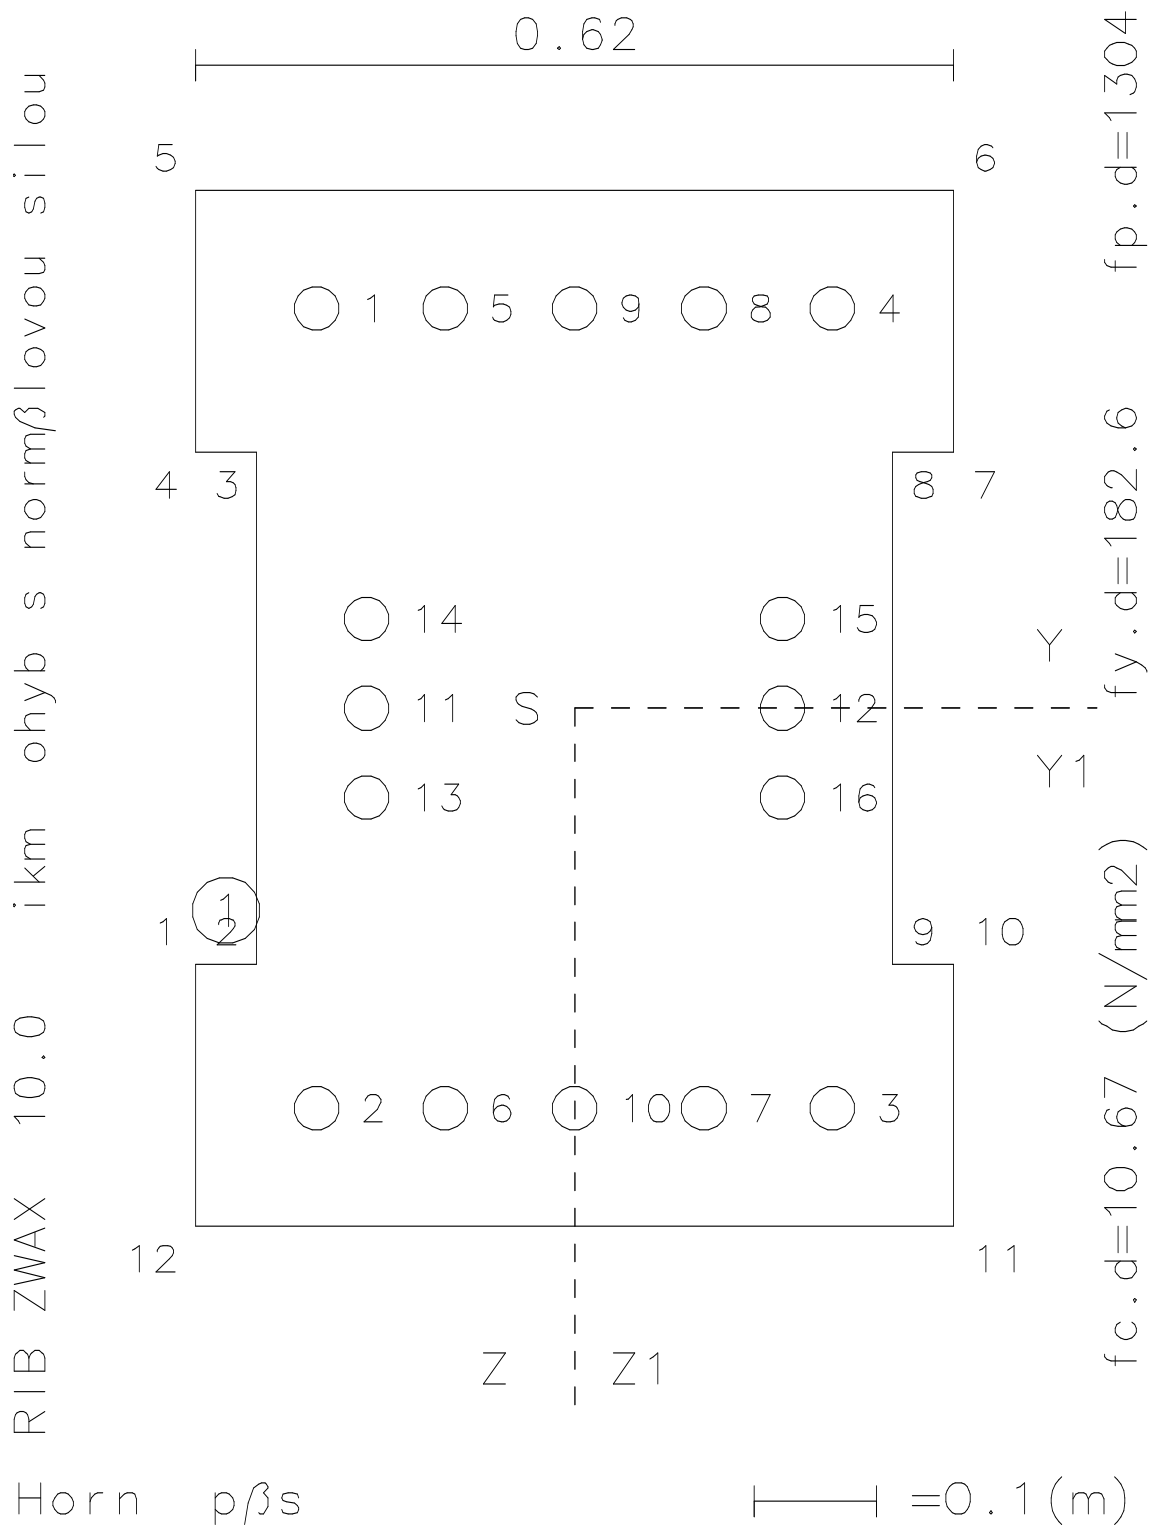 0.62
5
6
1 5 9 8 4
4 3
8 7
14
15
Y
11
S
12
Y1
13
16
1
1 2
9 10
2 6 10 7 3
12
11
Z Z1
Horn pßs
=0.1(m)
RIB ZWAX 10.0 ikm ohyb s normßlovou silou
fc.d=10.67 (N/mm2) fy.d=182.6 fp.d=1304